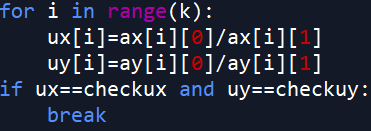 for i in range(k):
    ux[i]=ax[i][0]/ax[i][1]
    uy[i]=ay[i][0]/ay[i][1]
if ux==checkux and uy==checkuy:
    break